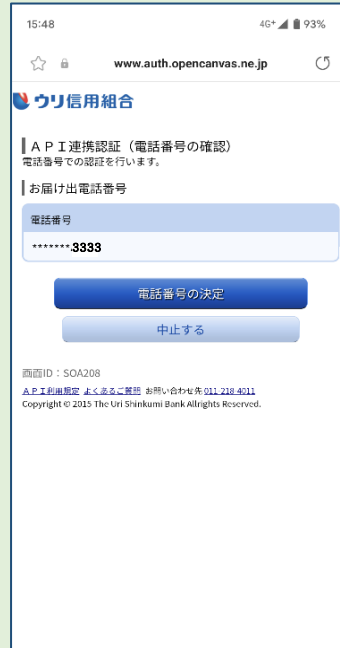 15:48 4G+ 93%
www.auth.opencanvas.ne.jp
ウリ信用組合
ＡＰＩ連携認証（電話番号の確認）
電話番号での認証を行います。
お届け出電話番号
電話番号
*******3333
電話番号の決定
中止する
画面ID：SOA208
ＡＰＩ利用規定 よくあるご質問 お問い合わせ先 011-218-4011
Copyright © 2015 The Uri Shinkumi Bank Allrights Reserved.